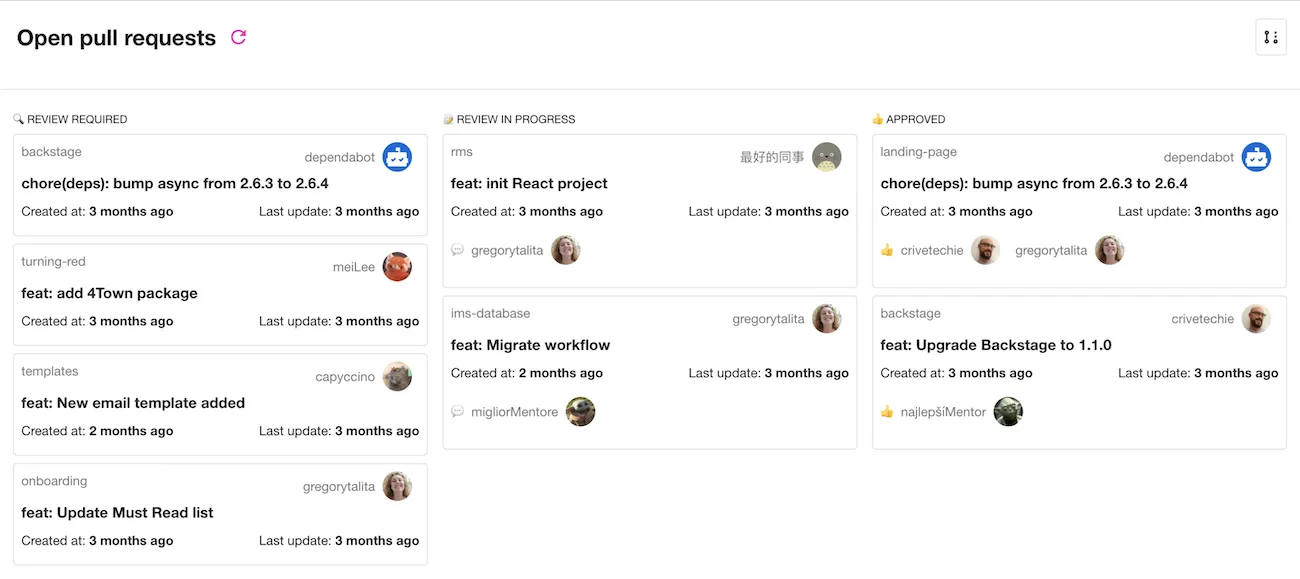 Open pull requests
🔍 REVIEW REQUIRED
backstage
dependabot
chore(deps): bump async from 2.6.3 to 2.6.4
Created at: 3 months ago Last update: 3 months ago
turning-red
meiLee
feat: add 4Town package
Created at: 3 months ago Last update: 3 months ago
templates
capyccino
feat: New email template added
Created at: 2 months ago Last update: 3 months ago
onboarding
gregorytalita
feat: Update Must Read list
Created at: 3 months ago Last update: 3 months ago
📝 REVIEW IN PROGRESS
rms
最好的同事
feat: init React project
Created at: 3 months ago Last update: 3 months ago
💬 gregorytalita
ims-database
gregorytalita
feat: Migrate workflow
Created at: 2 months ago Last update: 3 months ago
💬 migliorMentore
👍 APPROVED
landing-page
dependabot
chore(deps): bump async from 2.6.3 to 2.6.4
Created at: 3 months ago Last update: 3 months ago
👍 crivetechie gregorytalita
backstage
crivetechie
feat: Upgrade Backstage to 1.1.0
Created at: 3 months ago Last update: 3 months ago
👍 najlepšíMentor